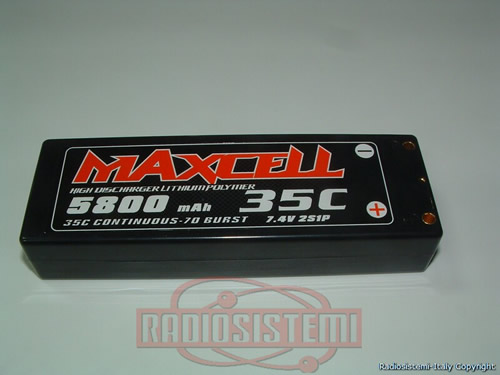 MAXCELL
HIGH DISCHARGER LITHIUM POLYMER
5800 mAh 35C
35C CONTINUOUS-70 BURST 7.4V 2S1P
RADIOSISTEMI
Radiosistemi-Italy Copyright